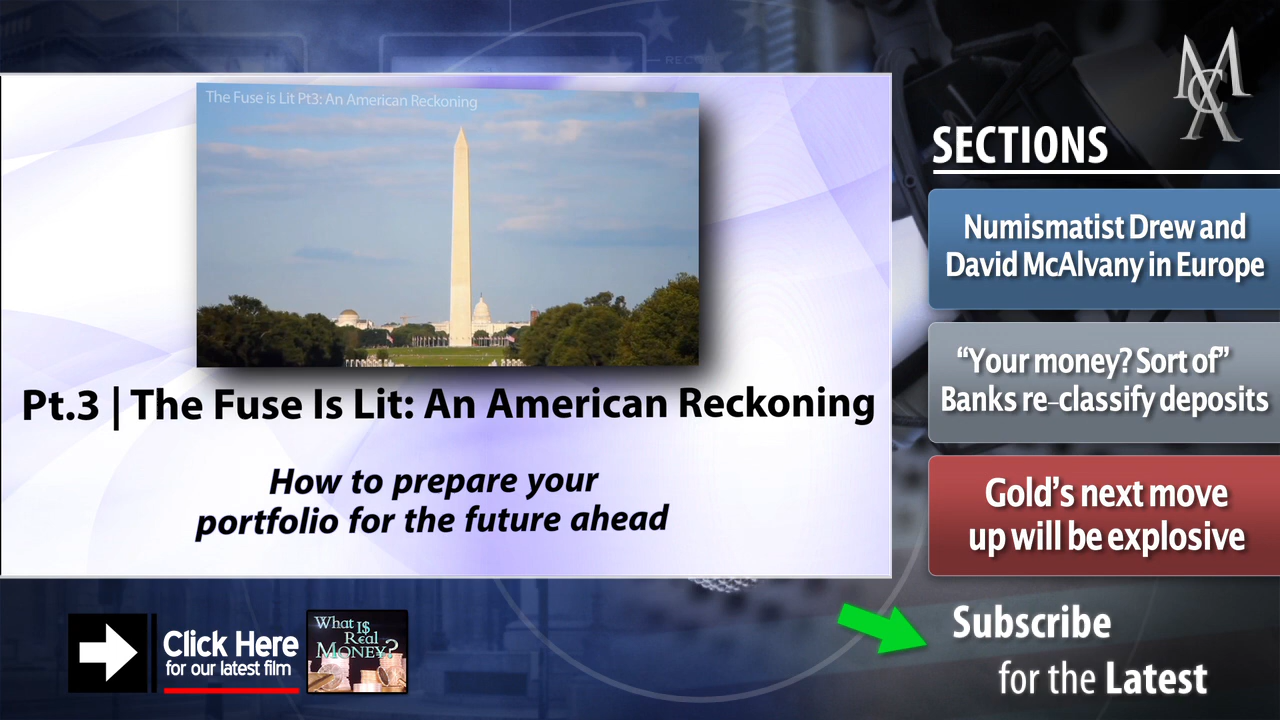 The Fuse is Lit Pt3: An American Reckoning
Pt.3 | The Fuse Is Lit: An American Reckoning
How to prepare your
portfolio for the future ahead
MCA
SECTIONS
Numismatist Drew and
David McAlvany in Europe
“Your money? Sort of”
Banks re-classify deposits
Gold's next move
up will be explosive
Click Here
for our latest film
What I$
Real
Money?
Subscribe
for the Latest